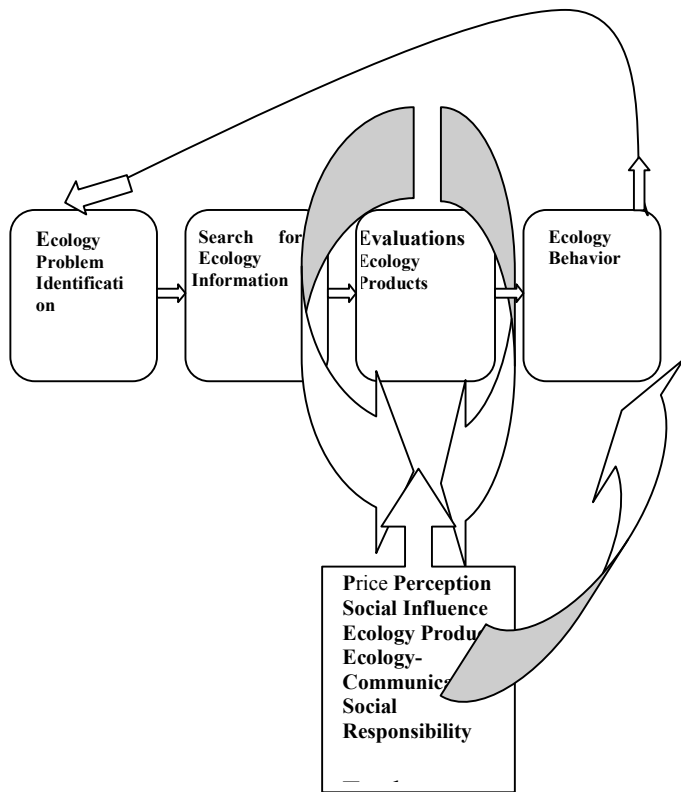 Ecology
Problem
Identificati
on
Search for
Ecology
Information
Evaluations
Ecology
Products
Ecology
Behavior
Price Perception
Social Influence
Ecology Produc
Ecology-
Communica
Social
Responsibility